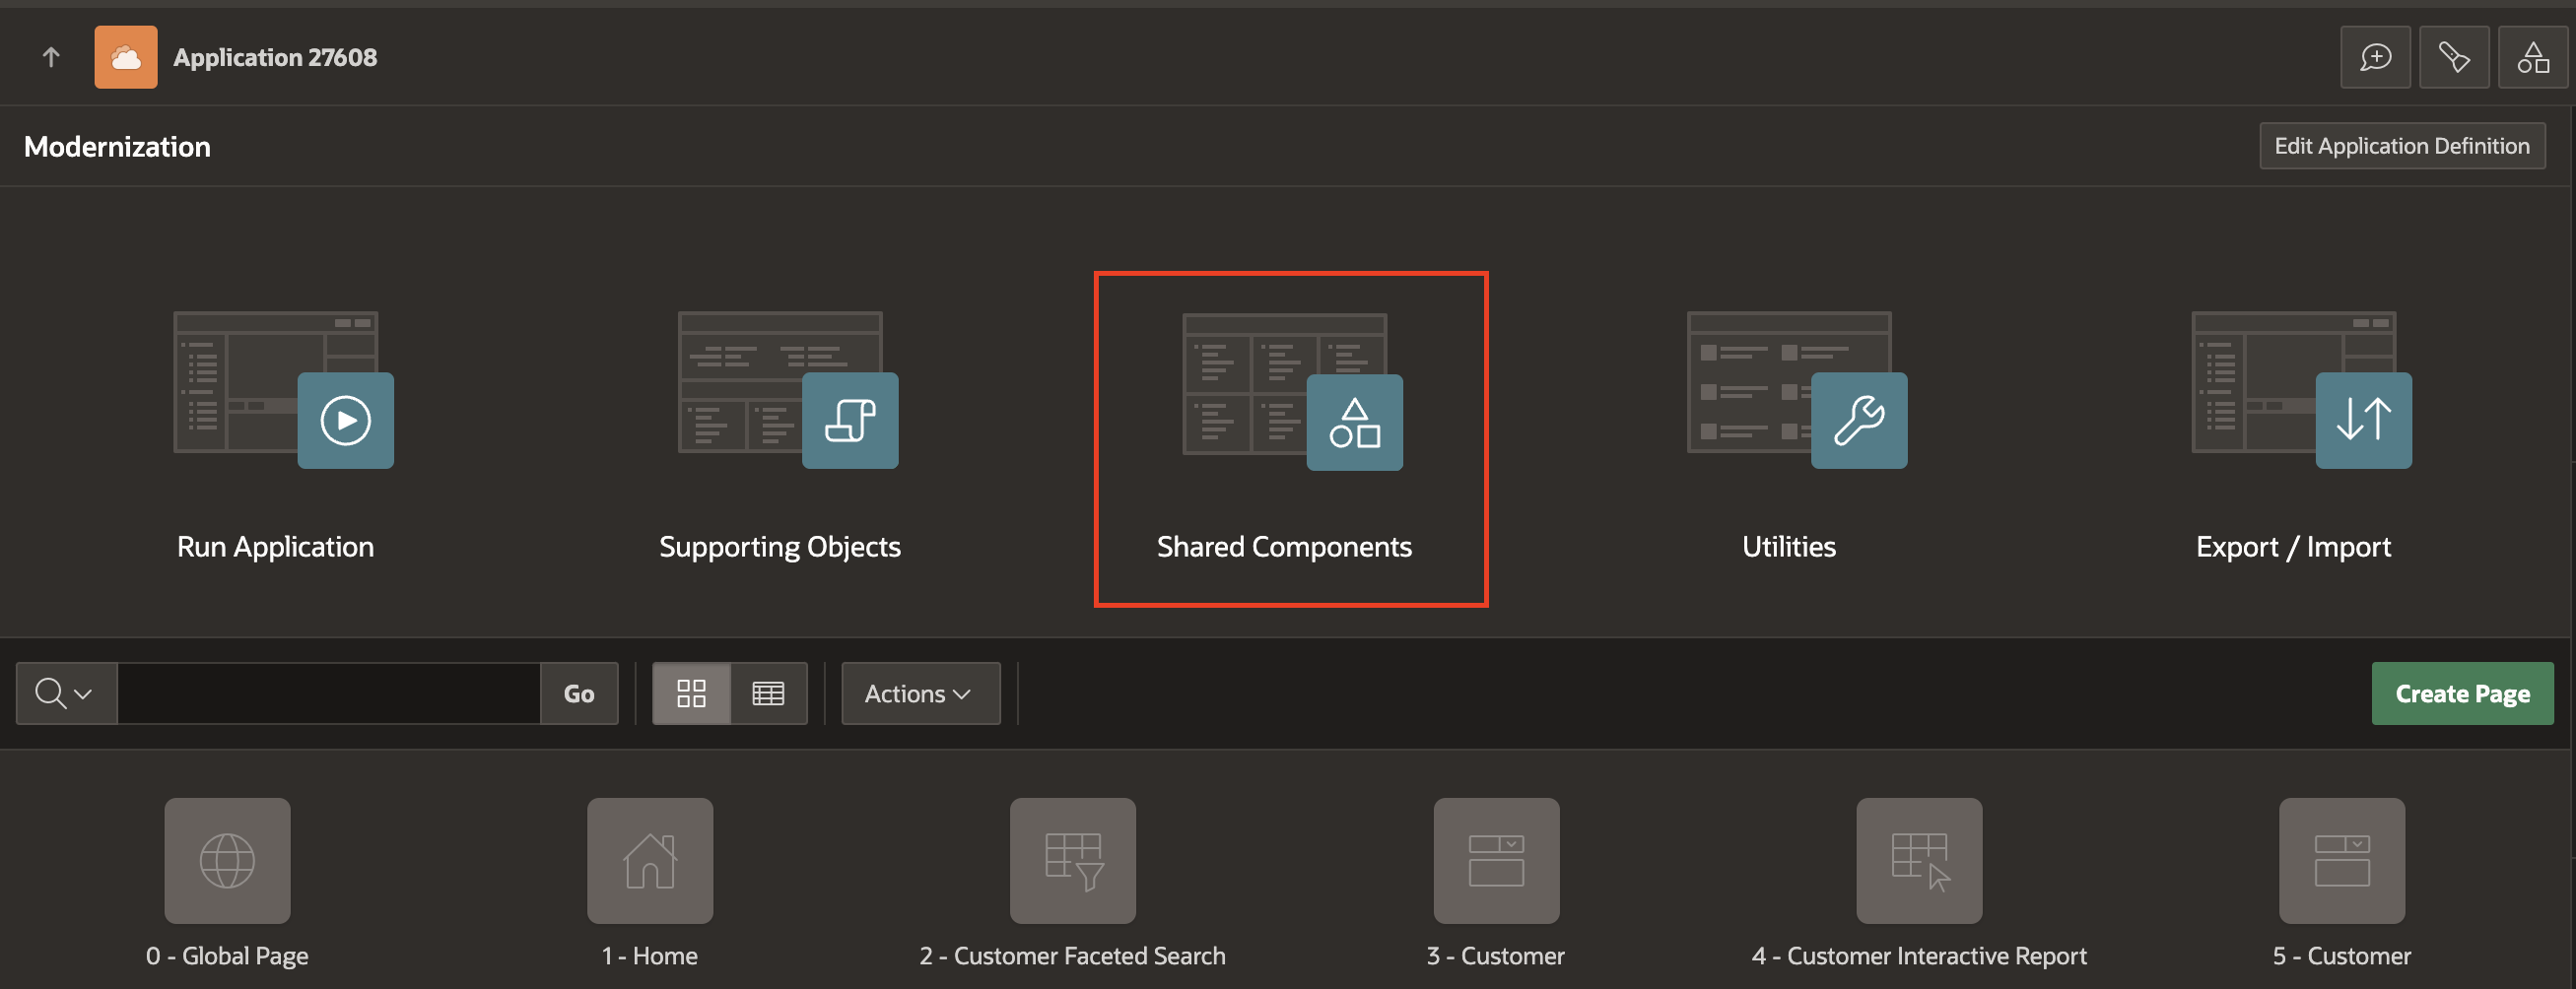 Application 27608
Modernization
Edit Application Definition
Run Application
Supporting Objects
Shared Components
Utilities
Export / Import
Go
Actions
Create Page
0 - Global Page
1 - Home
2 - Customer Faceted Search
3 - Customer
4 - Customer Interactive Report
5 - Customer